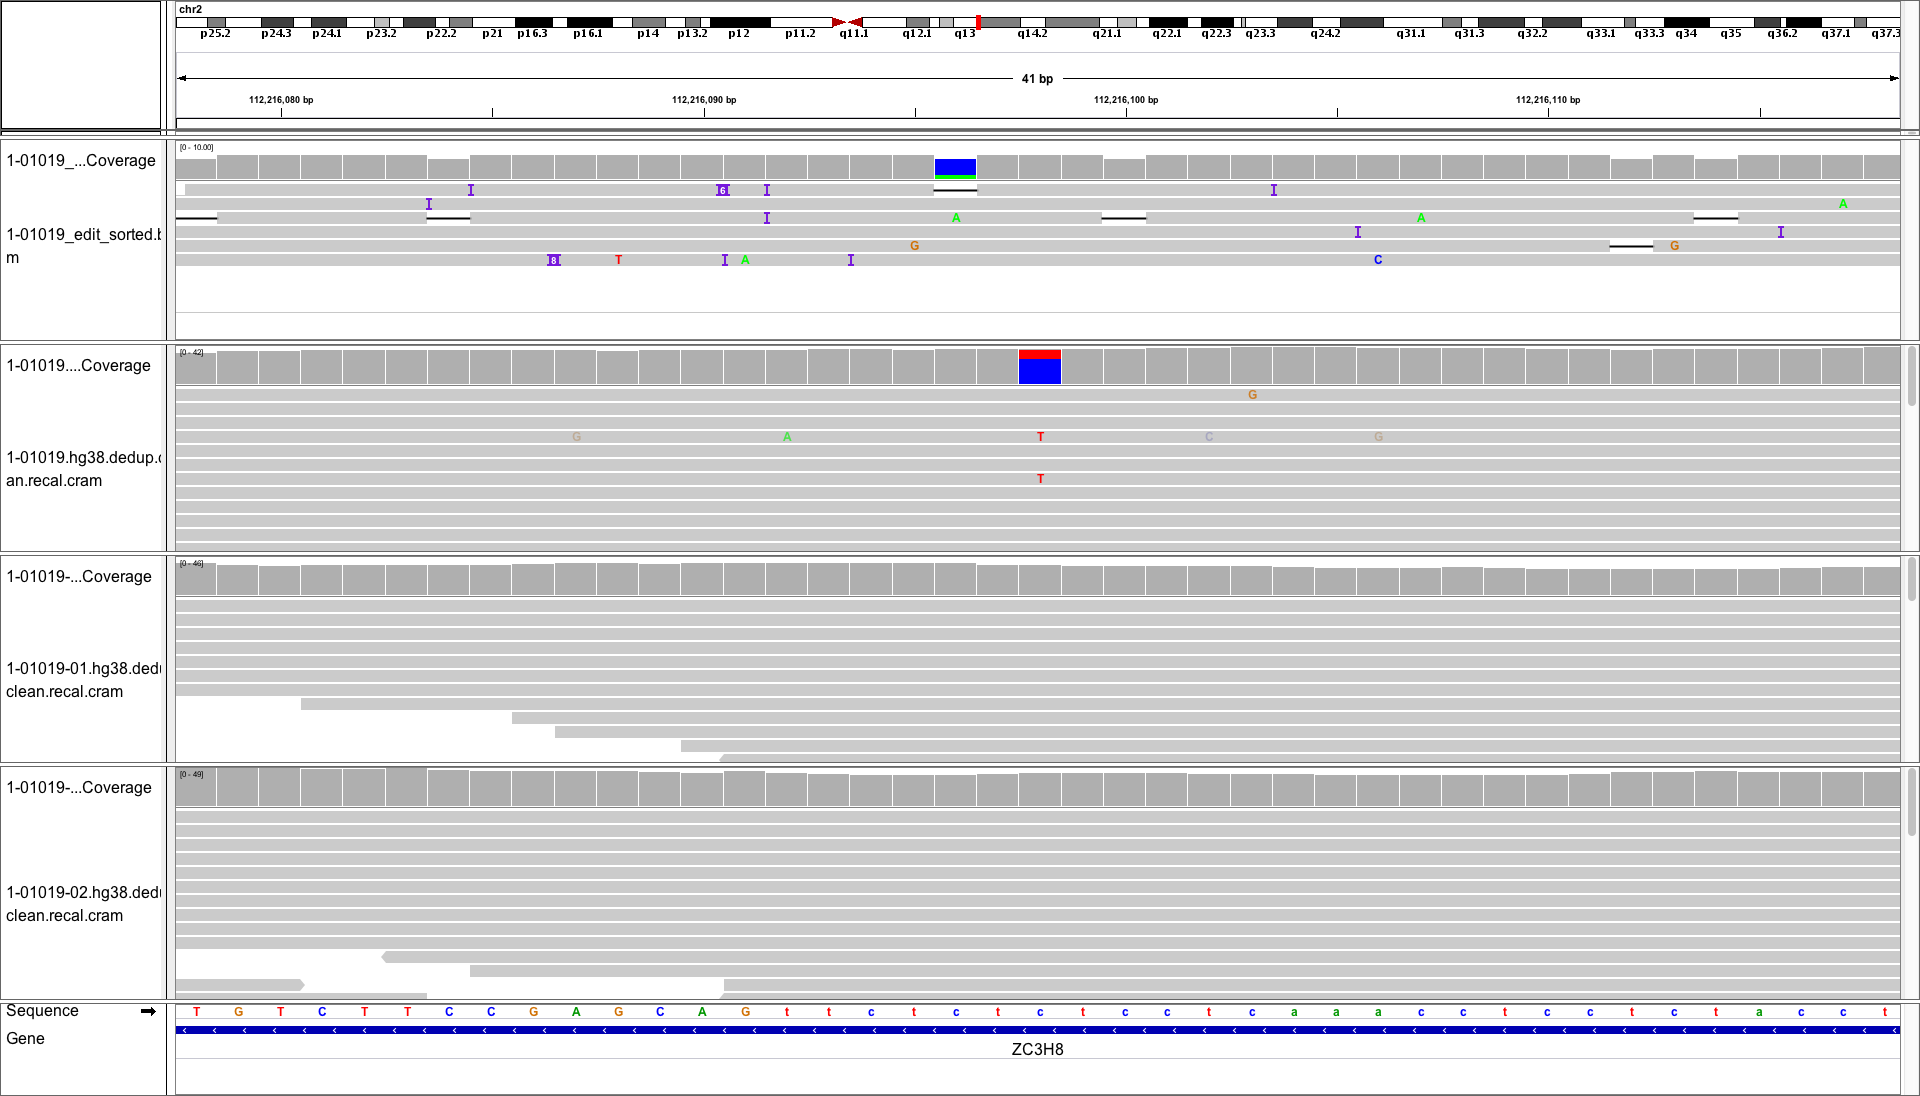 chr2
p25.2 p24.3 p24.1 p23.2 p22.2 p21 p16.3 p16.1 p14 p13.2 p12 p11.2 q11.1 q12.1 q13 q14.2 q21.1 q22.1 q22.3 q23.3 q24.2 q31.1 q31.3 q32.2 q33.1 q33.3 q34 q35 q36.2 q37.1 q37.3
41 bp
112,216,080 bp 112,216,090 bp 112,216,100 bp 112,216,110 bp
[0 - 10.00]
1-01019_...Coverage
6
A
A A
1-01019_edit_sorted.b
m
G G
8 T A C
[0 - 42]
1-01019....Coverage
G
G A T C G
1-01019.hg38.dedup.c
an.recal.cram
T
[0 - 46]
1-01019-...Coverage
1-01019-01.hg38.dedu
clean.recal.cram
[0 - 49]
1-01019-...Coverage
1-01019-02.hg38.dedu
clean.recal.cram
Sequence T G T C T T C C G A G C A G t t c t c t c t c c t c a a a c c t c c t c t a c c t
Gene
ZC3H8